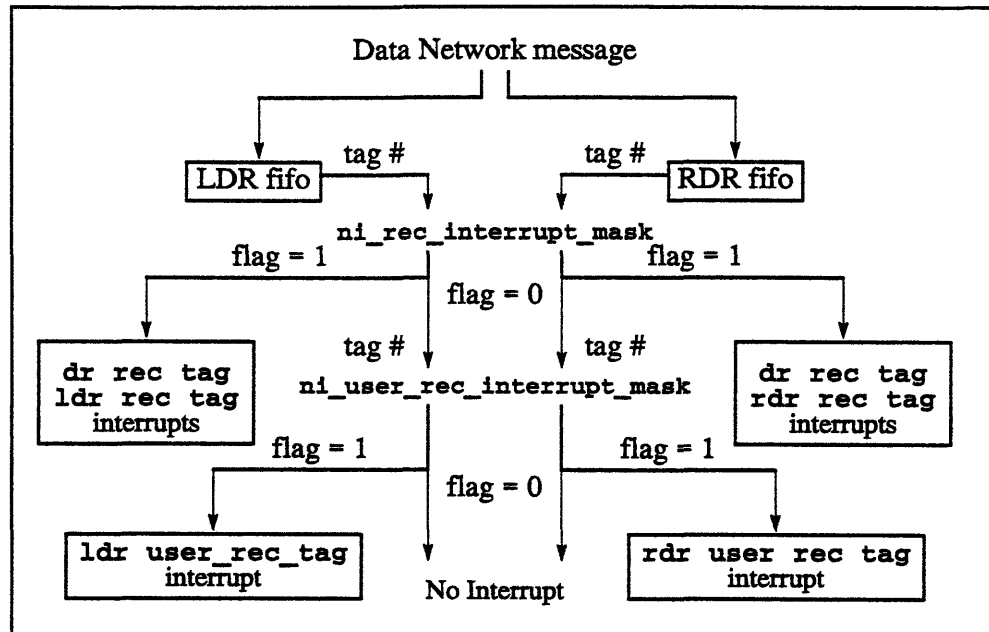 Data Network message
tag # tag #
LDR fifo RDR fifo
ni_rec_interrupt_mask
flag = 1 flag = 1
flag = 0
tag # tag #
dr rec tag ni_user_rec_interrupt_mask dr rec tag
ldr rec tag rdr rec tag
interrupts interrupts
flag = 1 flag = 1
flag = 0
ldr user_rec_tag rdr user rec tag
interrupt No Interrupt interrupt